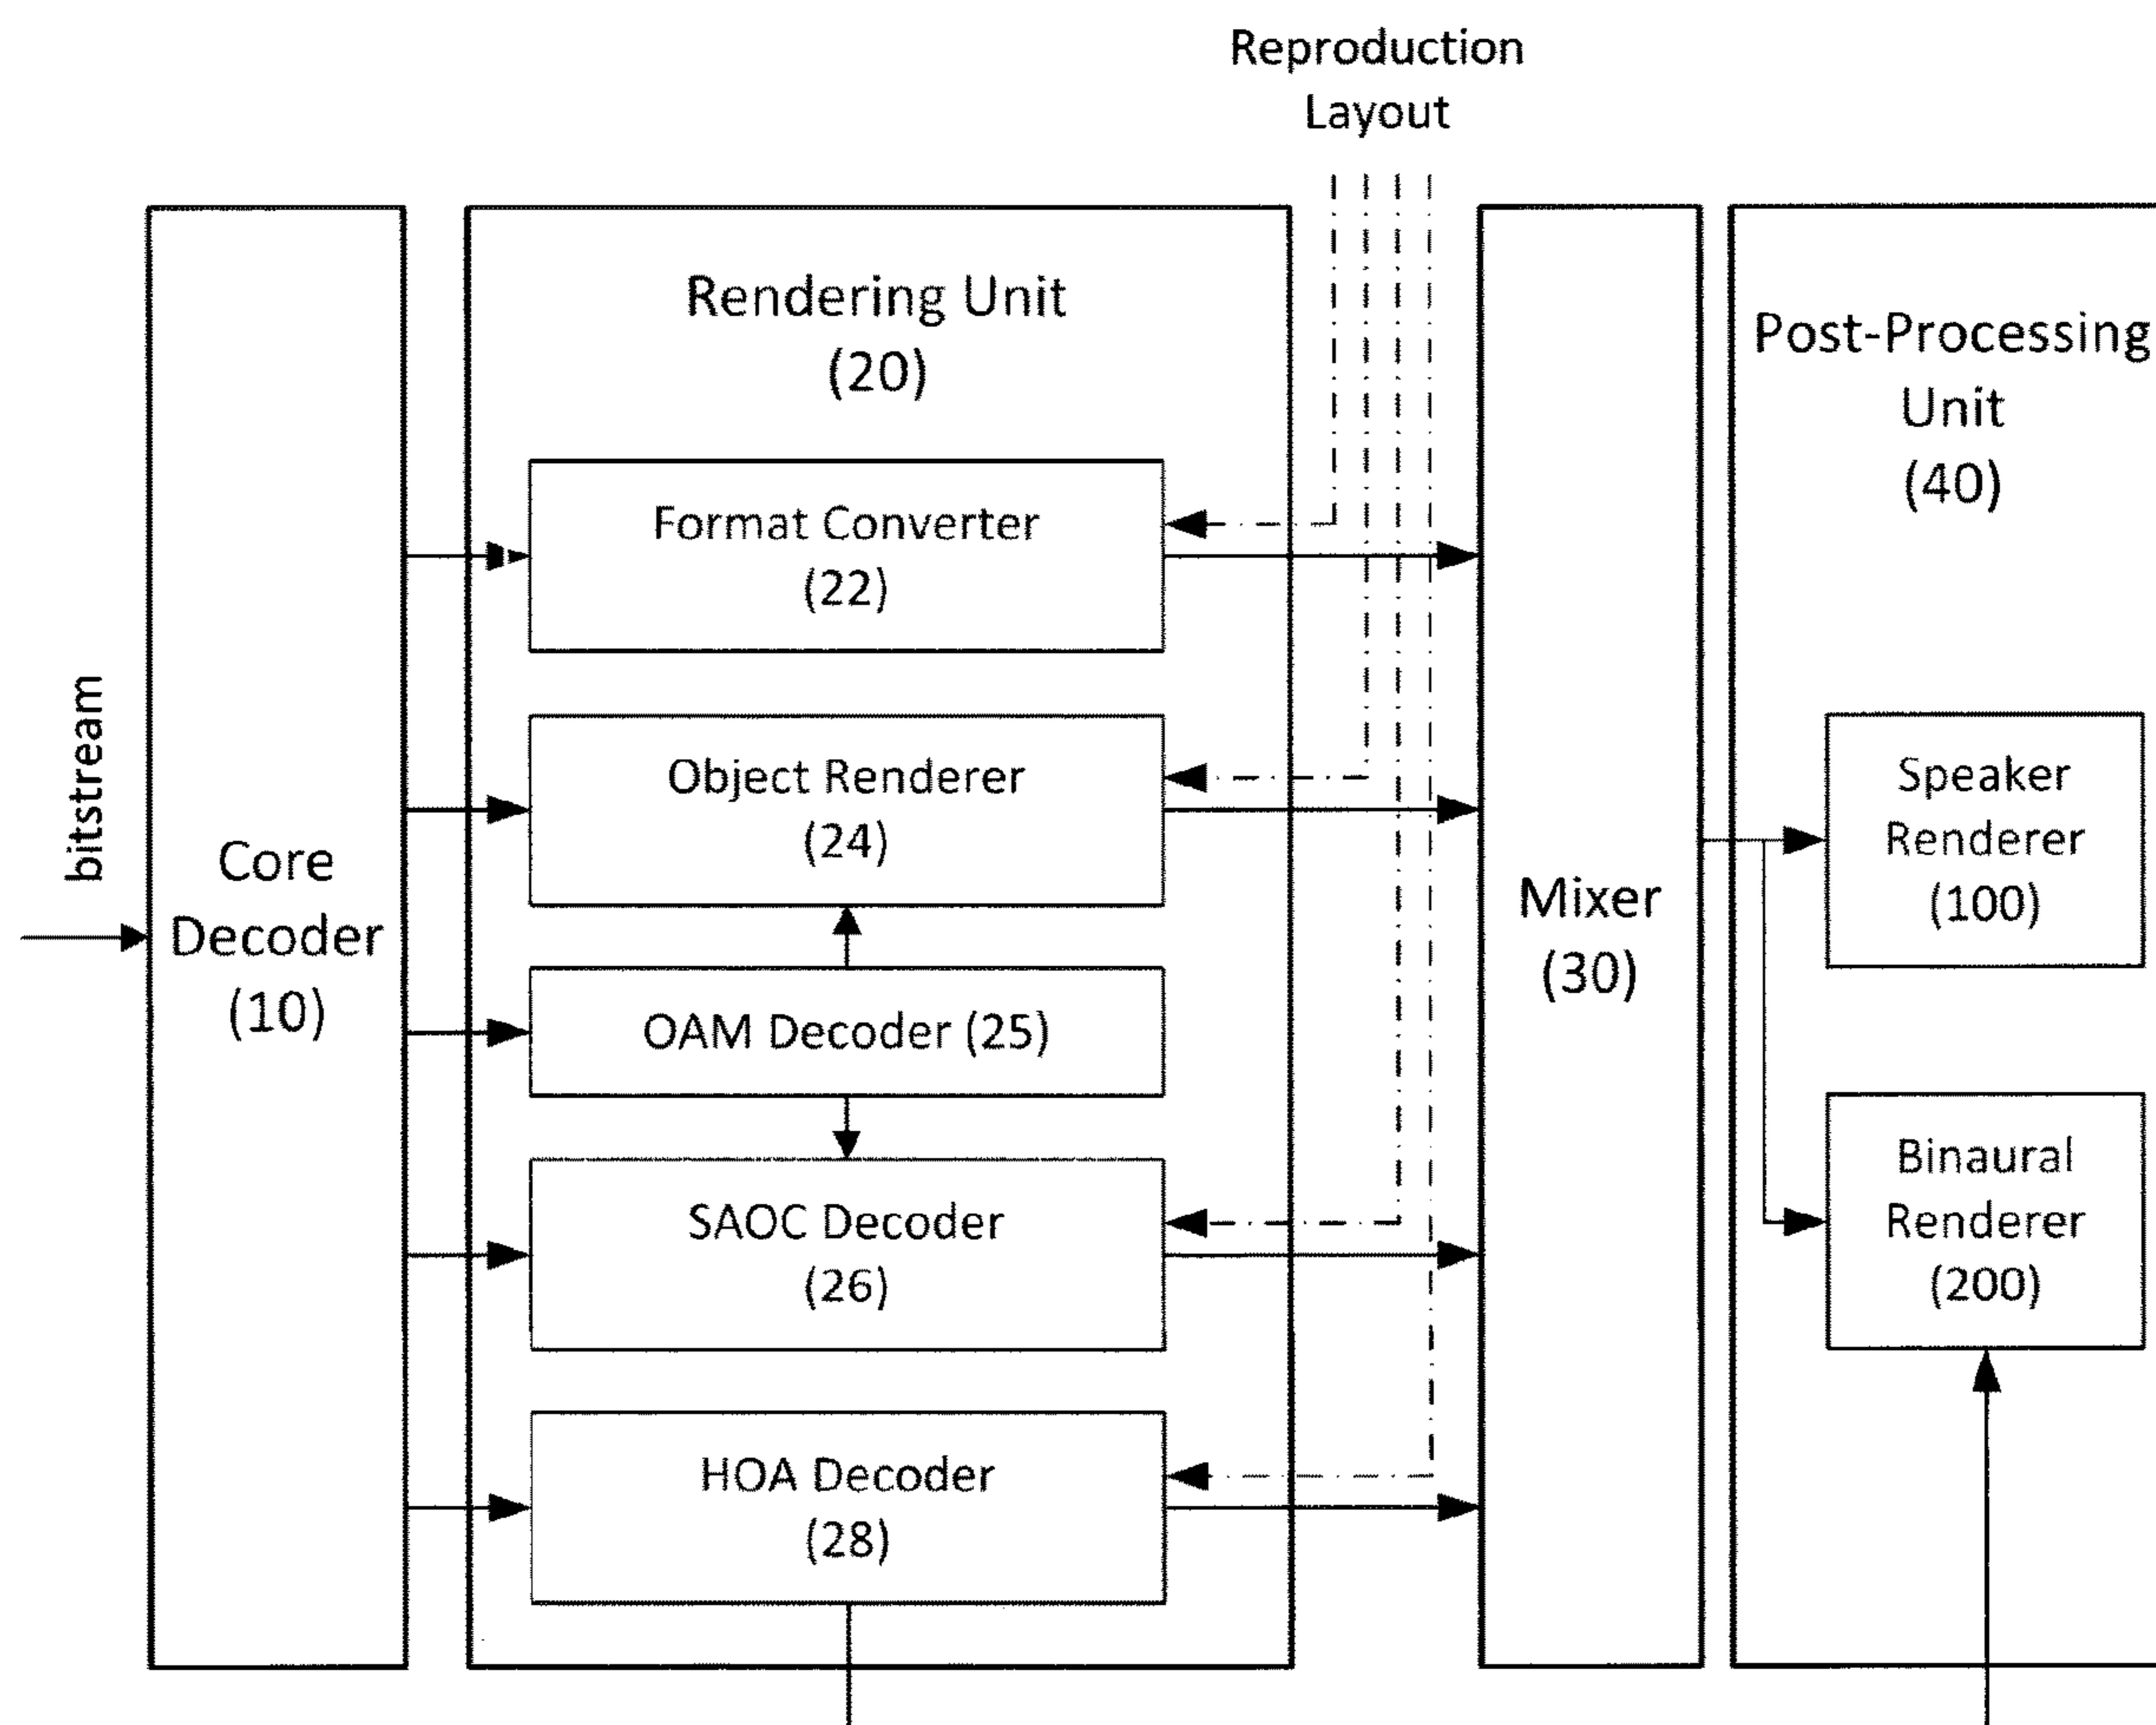 Reproduction
Layout
bitstream
Core
Decoder
(10)
Rendering Unit
(20)
Format Converter
(22)
Object Renderer
(24)
OAM Decoder (25)
SAOC Decoder
(26)
HOA Decoder
(28)
Mixer
(30)
Post-Processing
Unit
(40)
Speaker
Renderer
(100)
Binaural
Renderer
(200)